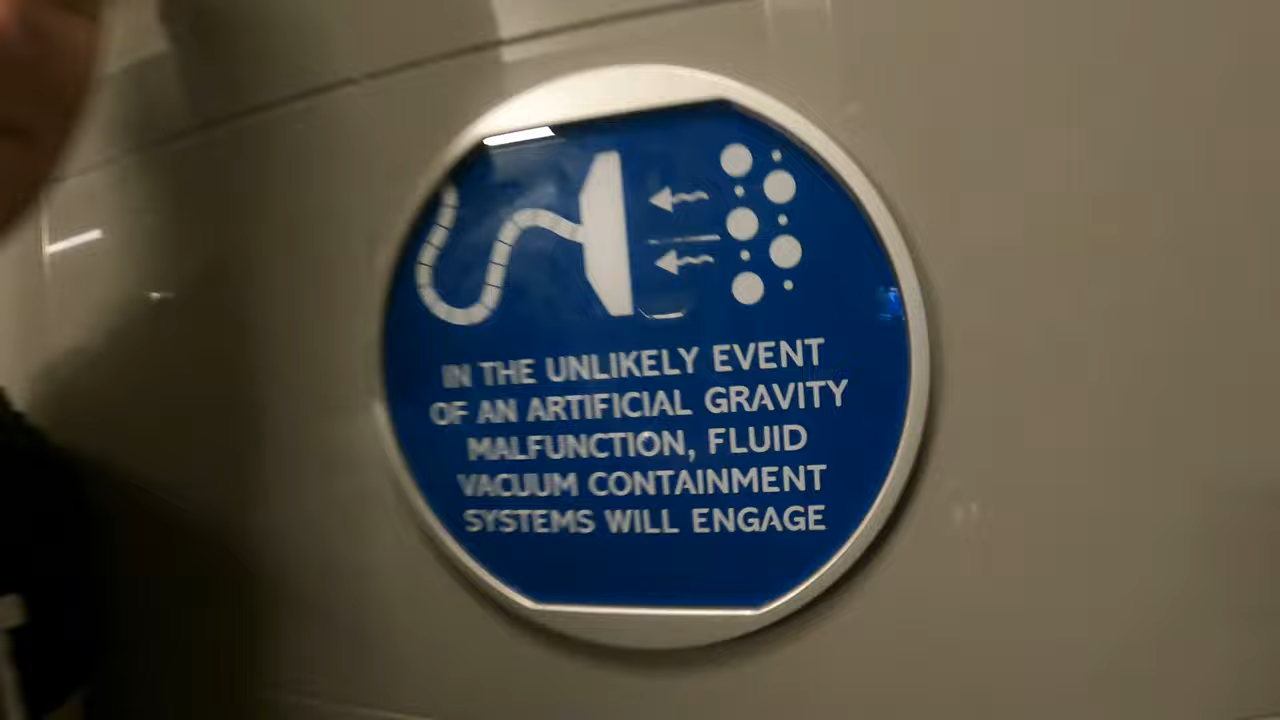 IN THE UNLIKELY EVENT
OF AN ARTIFICIAL GRAVITY
MALFUNCTION, FLUID
VACUUM CONTAINMENT
SYSTEMS WILL ENGAGE